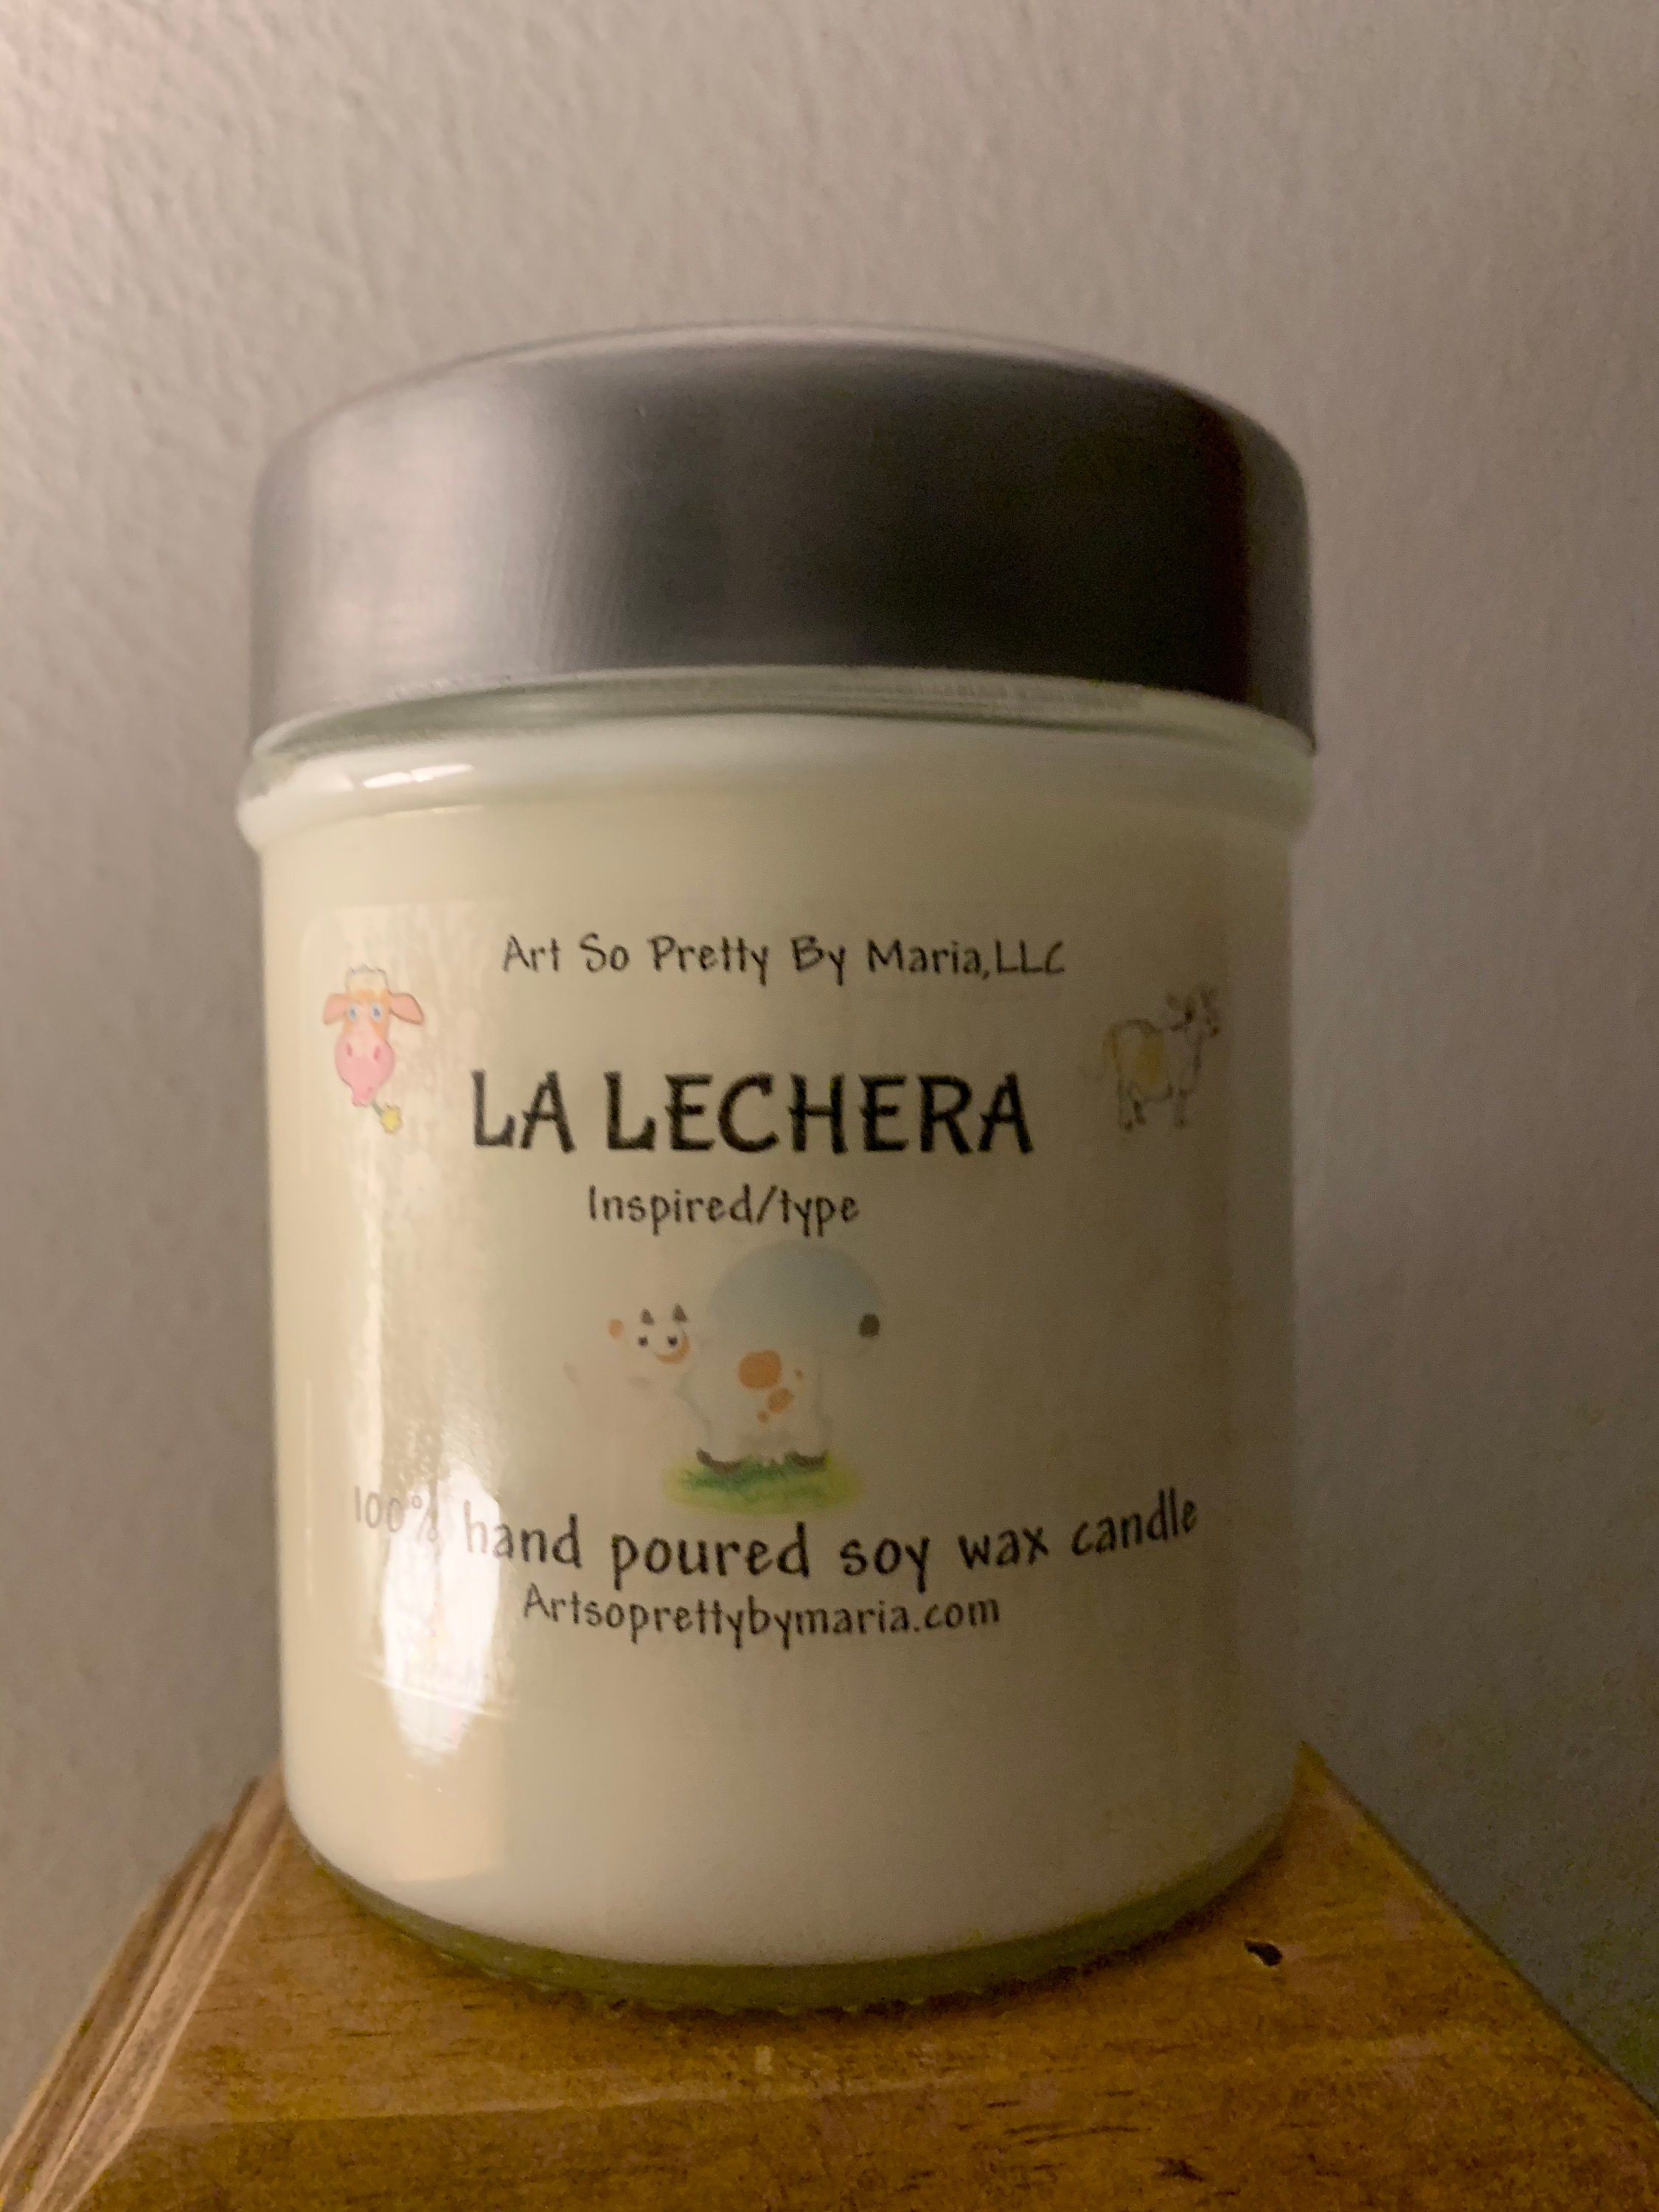 Art So Pretty By Maria,LLC
LA LECHERA
Inspired/type
100% hand poured soy wax candle
Artsoprettybymaria.com